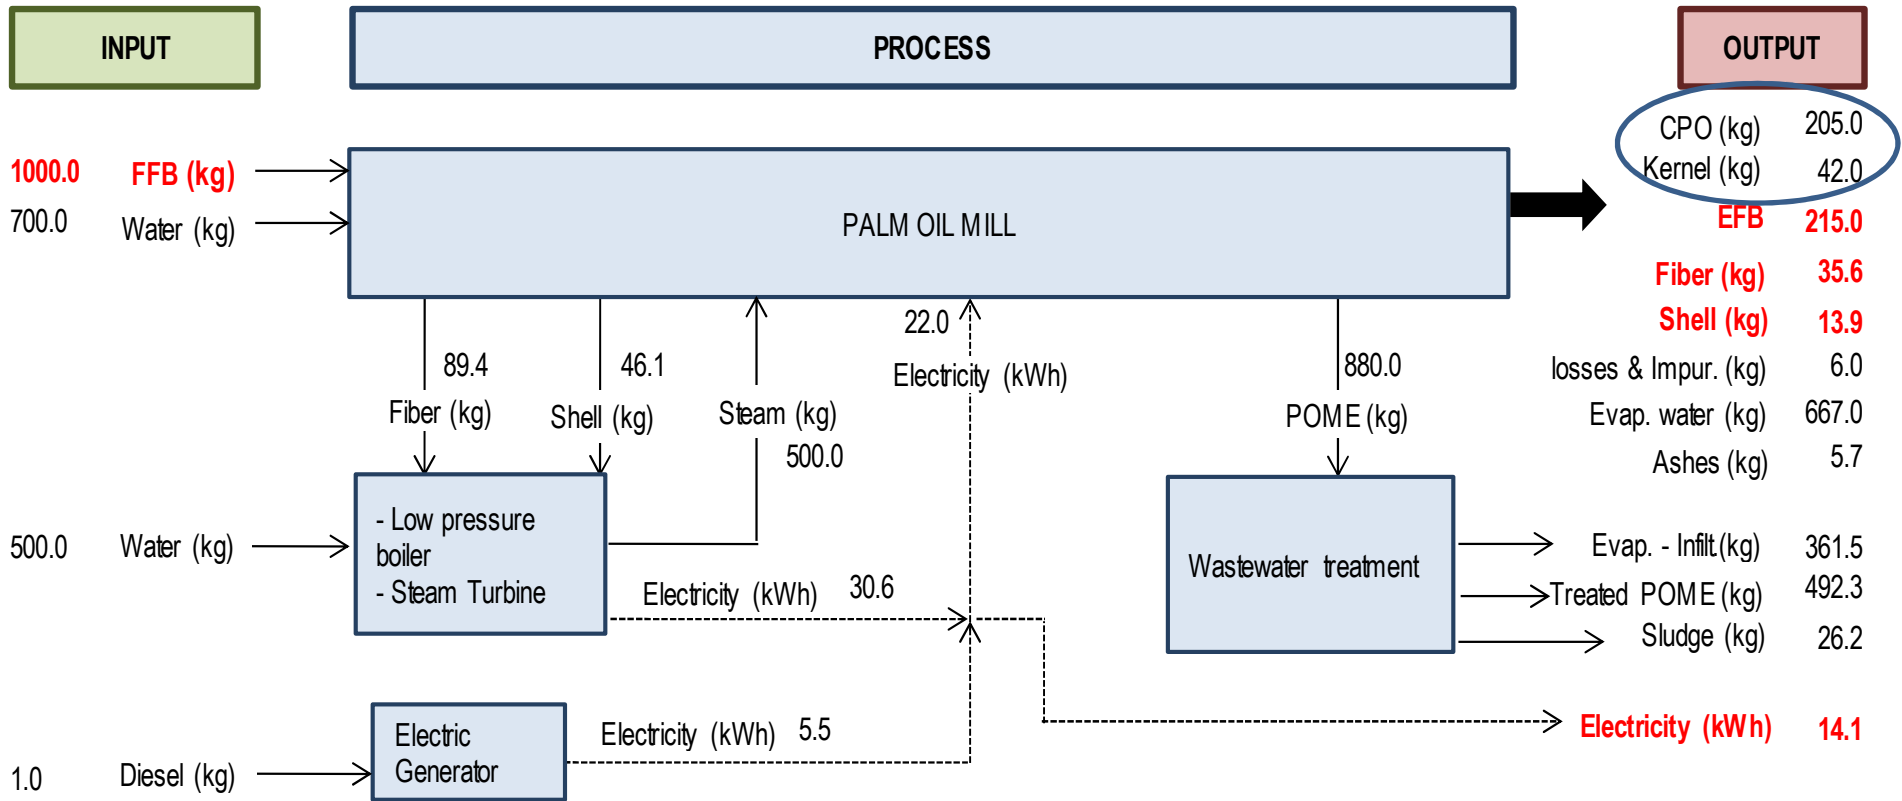 INPUT
PROCESS
OUTPUT
CPO (kg) 205.0
Kernel (kg) 42.0
1000.0 FFB (kg)
700.0 Water (kg)
PALM OIL MILL
EFB 215.0
Fiber (kg) 35.6
Shell (kg) 13.9
losses & Impur. (kg) 6.0
Evap. water (kg) 667.0
Ashes (kg) 5.7
89.4
Fiber (kg)
46.1
Shell (kg)
Steam (kg)
500.0
22.0
Electricity (kWh)
880.0
POME (kg)
500.0 Water (kg)
- Low pressure
boiler
- Steam Turbine
Electricity (kWh) 30.6
Wastewater treatment
Evap. - Infilt.(kg) 361.5
Treated POME (kg) 492.3
Sludge (kg) 26.2
1.0 Diesel (kg)
Electric
Generator
Electricity (kWh) 5.5
Electricity (kWh) 14.1